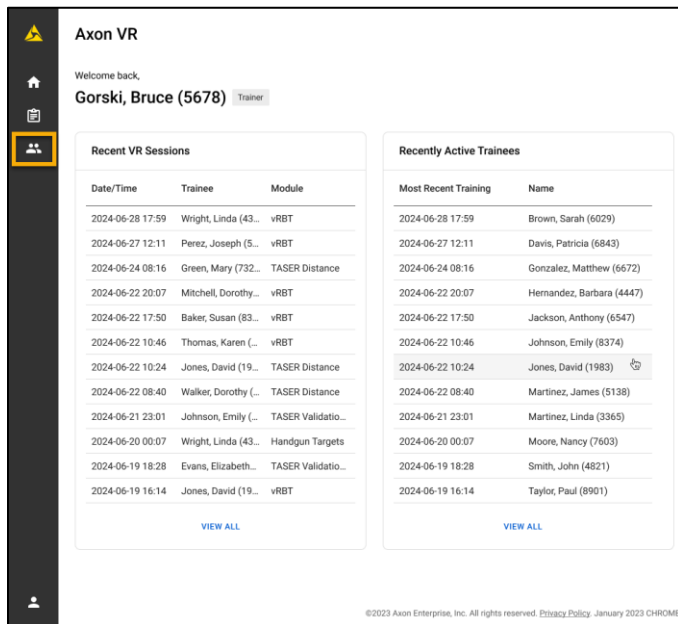 Axon VR
Welcome back,
Gorski, Bruce (5678) Trainer
Recent VR Sessions
Date/Time Trainee Module
2024-06-28 17:59 Wright, Linda (43... vRBT
2024-06-27 12:11 Perez, Joseph (5... vRBT
2024-06-24 08:16 Green, Mary (732... TASER Distance
2024-06-22 20:07 Mitchell, Dorothy... vRBT
2024-06-22 17:50 Baker, Susan (83... vRBT
2024-06-22 10:46 Thomas, Karen (... vRBT
2024-06-22 10:24 Jones, David (19... TASER Distance
2024-06-22 08:40 Walker, Dorothy (... TASER Distance
2024-06-21 23:01 Johnson, Emily (... TASER Validatio...
2024-06-20 00:07 Wright, Linda (43... Handgun Targets
2024-06-19 18:28 Evans, Elizabeth... TASER Validatio...
2024-06-19 16:14 Jones, David (19... vRBT
VIEW ALL
Recently Active Trainees
Most Recent Training Name
2024-06-28 17:59 Brown, Sarah (6029)
2024-06-27 12:11 Davis, Patricia (6843)
2024-06-24 08:16 Gonzalez, Matthew (6672)
2024-06-22 20:07 Hernandez, Barbara (4447)
2024-06-22 17:50 Jackson, Anthony (6547)
2024-06-22 10:46 Johnson, Emily (8374)
2024-06-22 10:24 Jones, David (1983)
2024-06-22 08:40 Martinez, James (5138)
2024-06-21 23:01 Martinez, Linda (3365)
2024-06-20 00:07 Moore, Nancy (7603)
2024-06-19 18:28 Smith, John (4821)
2024-06-19 16:14 Taylor, Paul (8901)
VIEW ALL
©2023 Axon Enterprise, Inc. All rights reserved. Privacy Policy. January 2023 CHROME